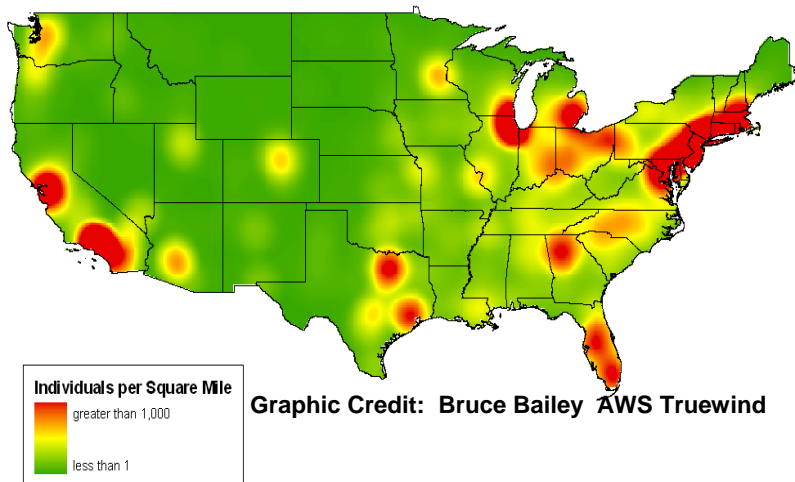 Individuals per Square Mile
greater than 1,000
less than 1
Graphic Credit: Bruce Bailey AWS Truewind